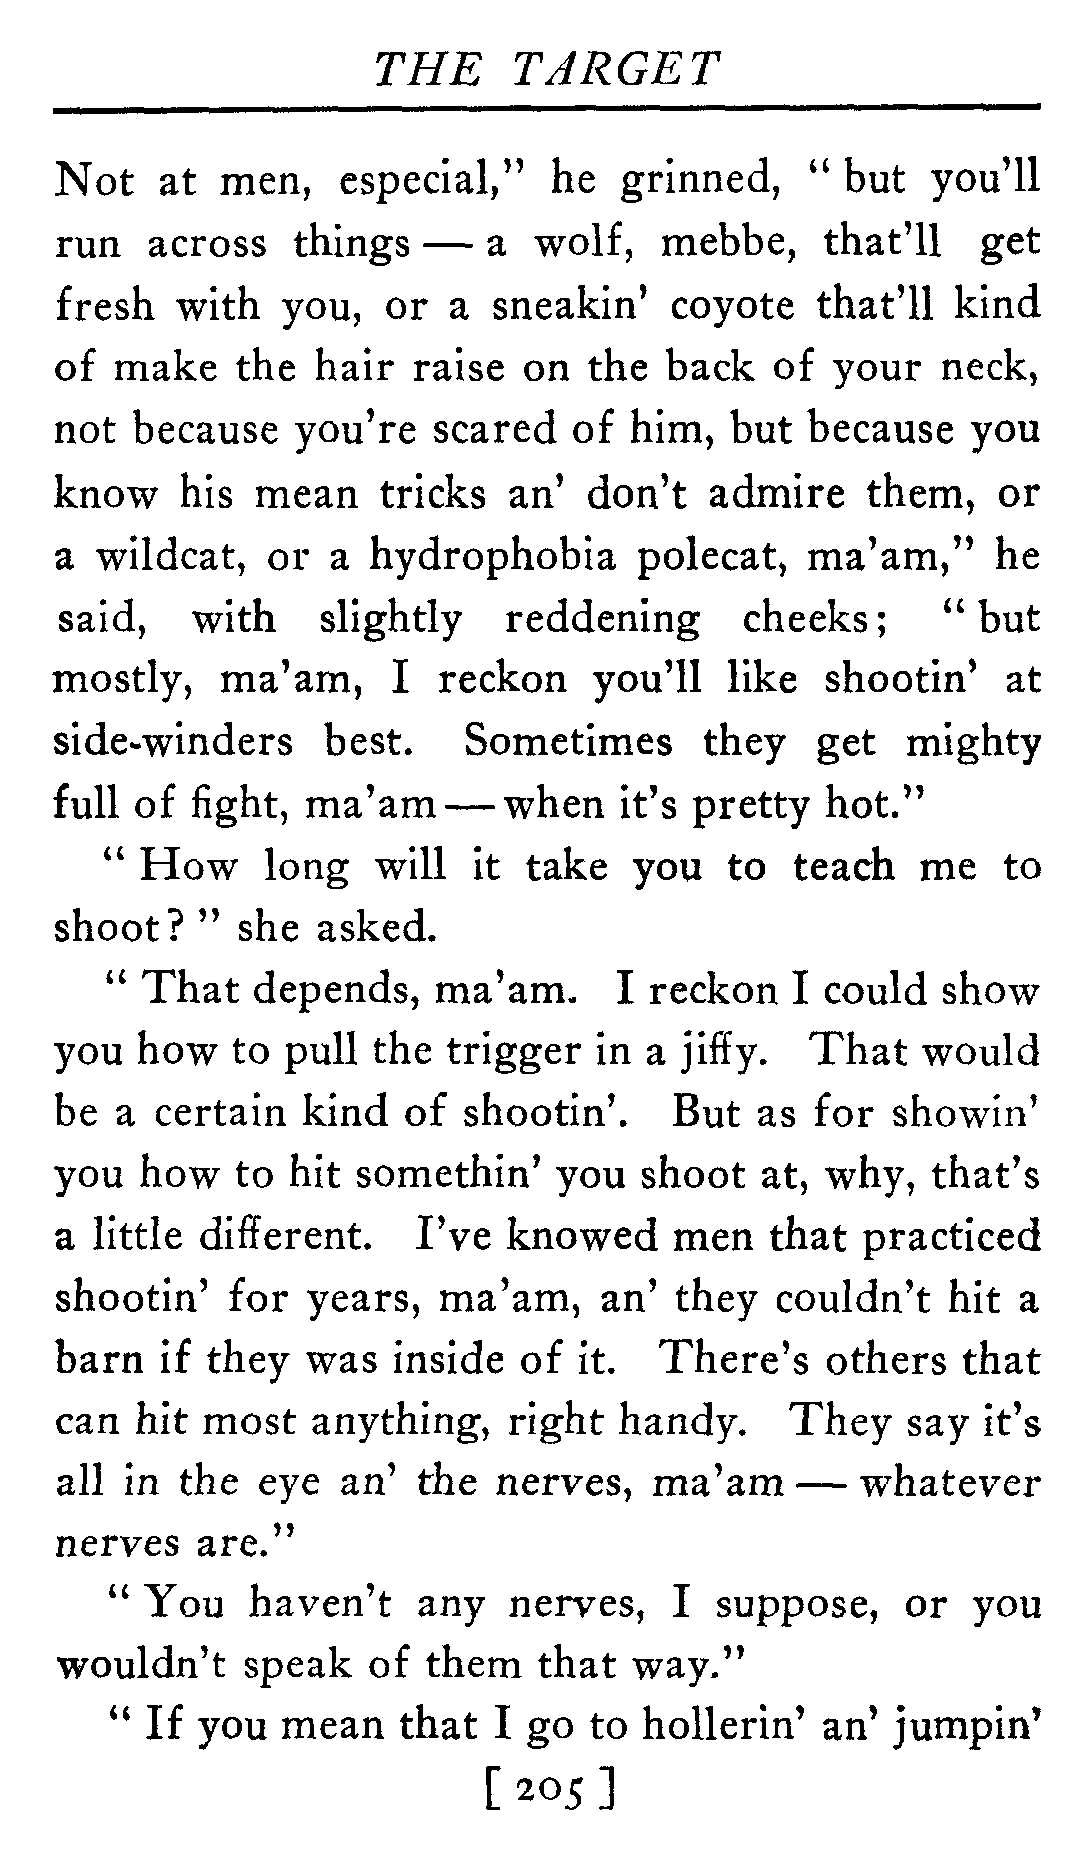 THE TARGET
Not at men, especial,” he grinned, “ but you’ll
run across things — a wolf, mebbe, that’ll get
fresh with you, or a sneakin’ coyote that’ll kind
of make the hair raise on the back of your neck,
not because you’re scared of him, but because you
know his mean tricks an’ don’t admire them, or
a wildcat, or a hydrophobia polecat, ma’am,” he
said, with slightly reddening cheeks; “ but
mostly, ma’am, I reckon you’ll like shootin’ at
side-winders best. Sometimes they get mighty
full of fight, ma’am — when it’s pretty hot.”
“ How long will it take you to teach me to
shoot? ” she asked.
“ That depends, ma’am. I reckon I could show
you how to pull the trigger in a jiffy. That would
be a certain kind of shootin’. But as for showin’
you how to hit somethin’ you shoot at, why, that’s
a little different. I’ve knowed men that practiced
shootin’ for years, ma’am, an’ they couldn’t hit a
barn if they was inside of it. There’s others that
can hit most anything, right handy. They say it’s
all in the eye an’ the nerves, ma’am — whatever
nerves are.”
“ You haven’t any nerves, I suppose, or you
wouldn’t speak of them that way.”
“ If you mean that I go to hollerin’ an’ jumpin’
[ 205 ]